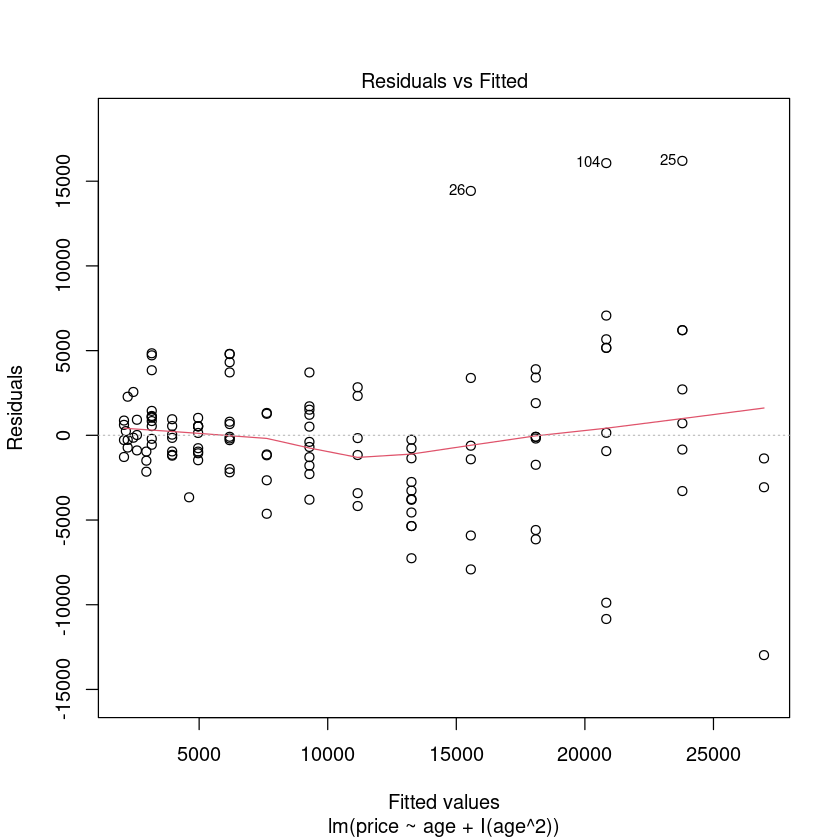 Residuals vs Fitted
15000
10000
5000
0
-5000
-10000
-15000
Residuals
26
104
25
5000 10000 15000 20000 25000
Fitted values
lm(price ~ age + I(age^2))